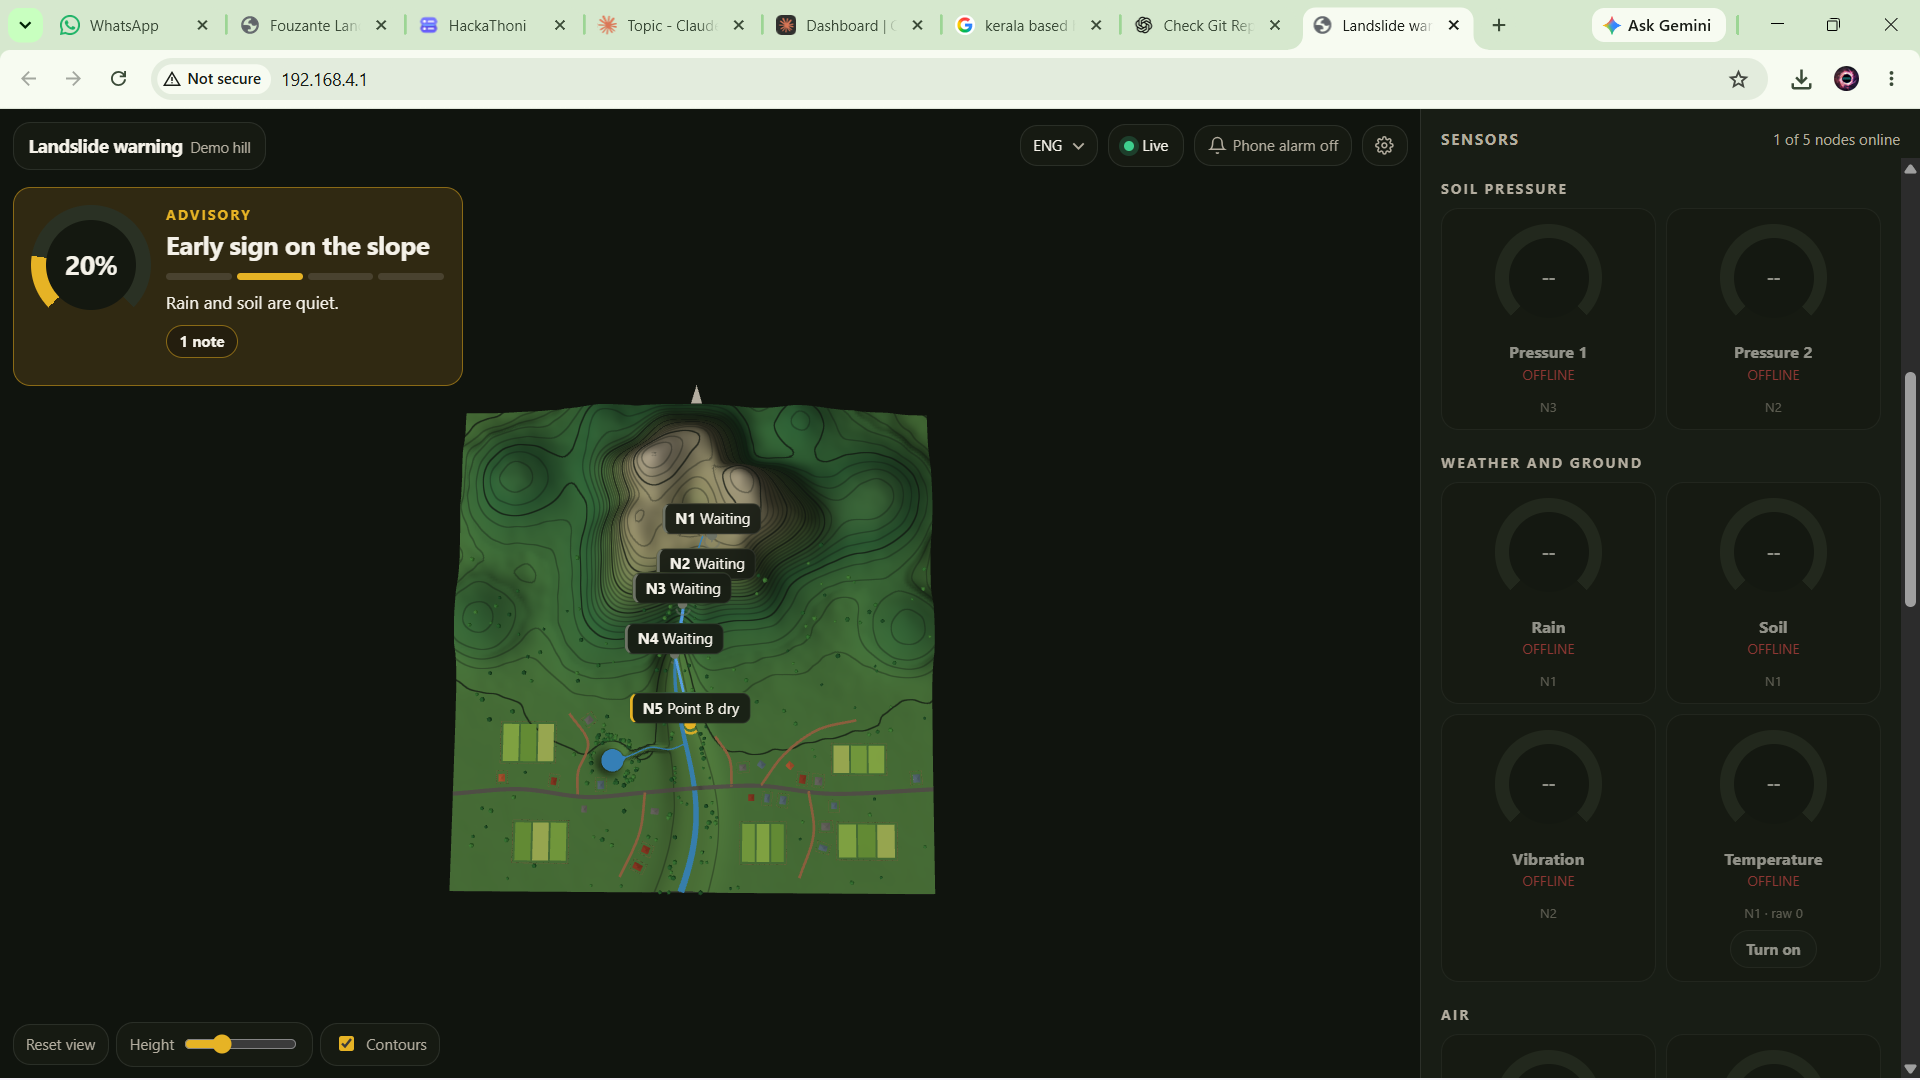 WhatsApp
Fouzante Lan
HackaThoni
Topic - Claud
Dashboard | C
kerala based
Check Git Rep
Landslide war
Ask Gemini
Not secure
192.168.4.1
Landslide warning Demo hill
ENG
Live
Phone alarm off
SENSORS
1 of 5 nodes online
ADVISORY
Early sign on the slope
20%
Rain and soil are quiet.
1 note
SOIL PRESSURE
--
--
Pressure 1
Pressure 2
OFFLINE
OFFLINE
N3
N2
WEATHER AND GROUND
--
--
Rain
Soil
OFFLINE
OFFLINE
N1
N1
--
--
Vibration
Temperature
OFFLINE
OFFLINE
N2
N1 · raw 0
Turn on
AIR
N1 Waiting
N2 Waiting
N3 Waiting
N4 Waiting
N5 Point B dry
Reset view
Height
Contours